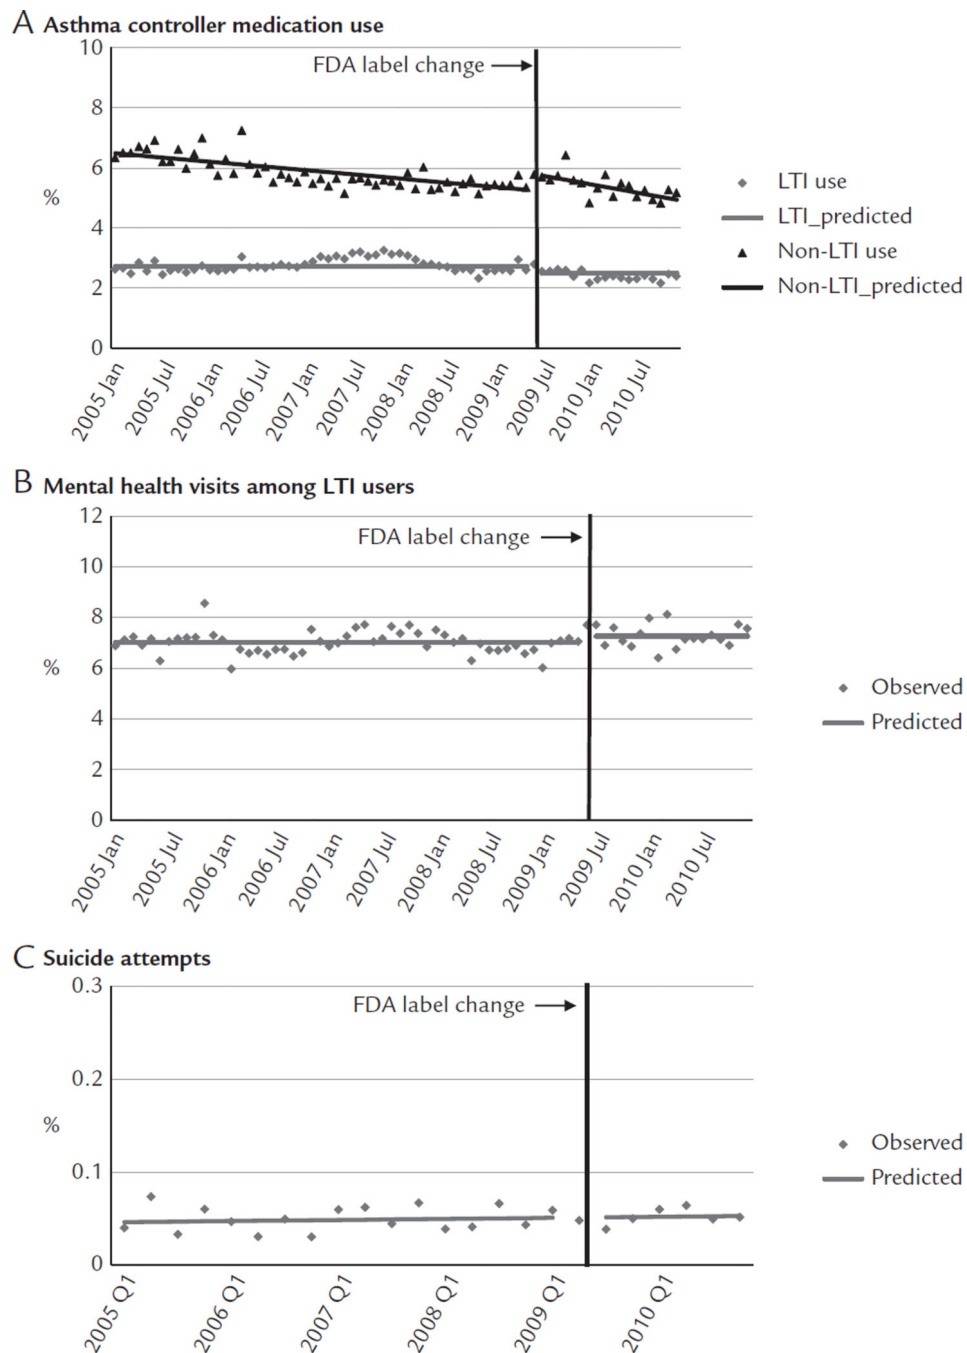 A Asthma controller medication use
10
FDA label change
8
6
%
4
2
0
2005 Jan
2005 Jul
2006 Jan
2006 Jul
2007 Jan
2007 Jul
2008 Jan
2008 Jul
2009 Jan
2009 Jul
2010 Jan
2010 Jul
LTI use
LTI_predicted
Non-LTI use
Non-LTI_predicted
B Mental health visits among LTI users
12
FDA label change
10
8
%
6
4
2
0
2005 Jan
2005 Jul
2006 Jan
2006 Jul
2007 Jan
2007 Jul
2008 Jan
2008 Jul
2009 Jan
2009 Jul
2010 Jan
2010 Jul
Observed
Predicted
C Suicide attempts
0.3
FDA label change
0.2
%
0.1
0
2005 Q1
2006 Q1
2007 Q1
2008 Q1
2009 Q1
2010 Q1
Observed
Predicted